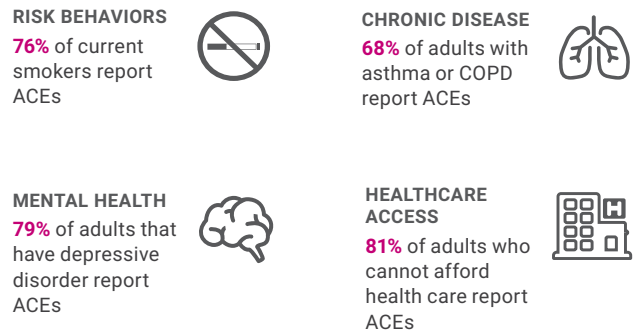 RISK BEHAVIORS
76% of current
smokers report
ACEs
CHRONIC DISEASE
68% of adults with
asthma or COPD
report ACEs
MENTAL HEALTH
79% of adults that
have depressive
disorder report
ACEs
HEALTHCARE
ACCESS
81% of adults who
cannot afford
health care report
ACEs
H